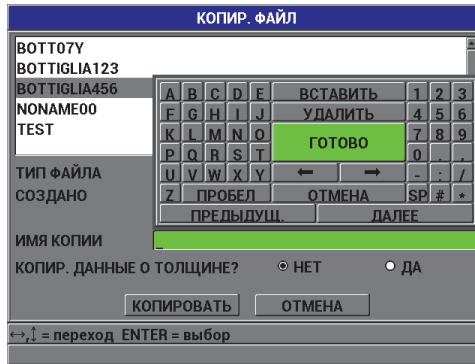 КОПИР. ФАЙЛ
BOTT07Y
BOTTIGLIA123
BOTTIGLIA456
NONAME00
TEST
A B C D E ВСТАВИТЬ 1 2 3
F G H I J УДАЛИТЬ 4 5 6
K L M N O ГОТОВО 7 8 9
P Q R S T 0 . ,
U V W X Y ← → - : /
Z ПРОБЕЛ ОТМЕНА SP # *
ПРЕДЫДУЩ. ДАЛЕЕ
ТИП ФАЙЛА
СОЗДАНО
ИМЯ КОПИИ _
КОПИР. ДАННЫЕ О ТОЛЩИНЕ? НЕТ ДА
КОПИРОВАТЬ ОТМЕНА
↔,↕ = переход ENTER = выбор